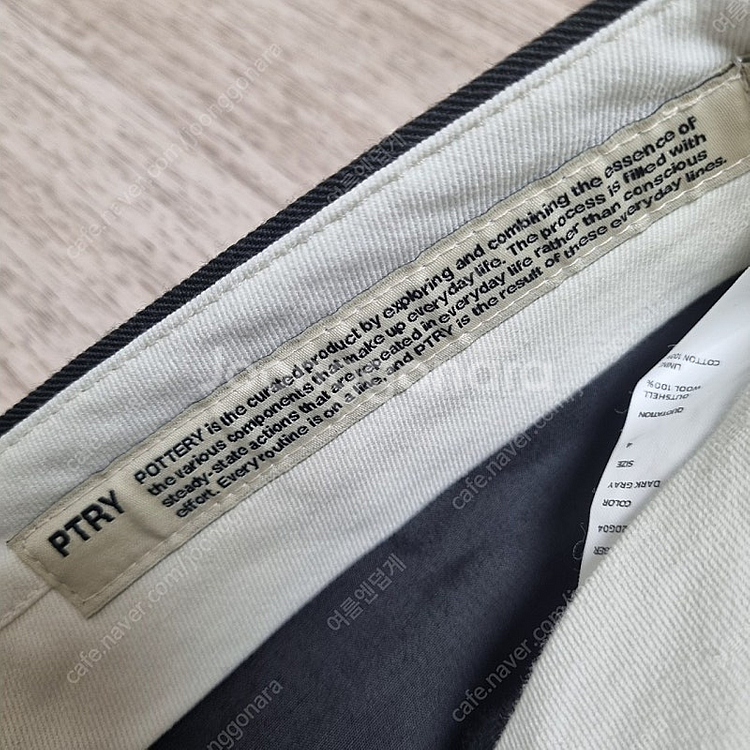 PTRY
POTTERY is the curated product by exploring and combining the essence of
the various components that make up everyday life. The process is filled with
steady-state actions that are repeated in everyday life rather than conscious
effort. Every routine is on a line, and PTRY is the result of these everyday lines.
COTTON 100%
LINING
WOOL 100%
OUTSHELL
QUOTATION
4
SIZE
DARK GRAY
COLOR
cafe.naver.com/joonggonara
여름엔덥게